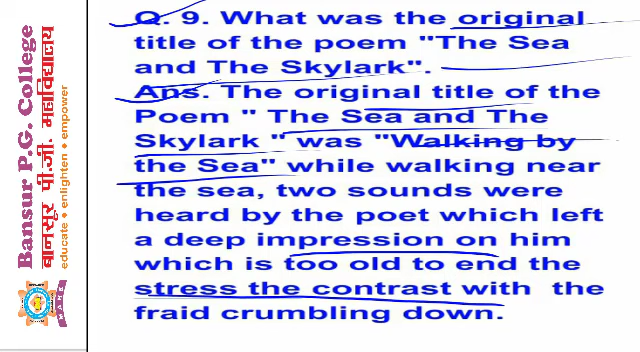 Q. 9. What was the original
title of the poem "The Sea
and The Skylark".
Ans. The original title of the
Poem " The Sea and The
Skylark " was "Walking by
the Sea" while walking near
the sea, two sounds were
heard by the poet which left
a deep impression on him
which is too old to end the
stress the contrast with the
fraid crumbling down.
Bansur P.G. College
बानसूर पी.जी. महाविद्यालय
educate • enlighten • empower